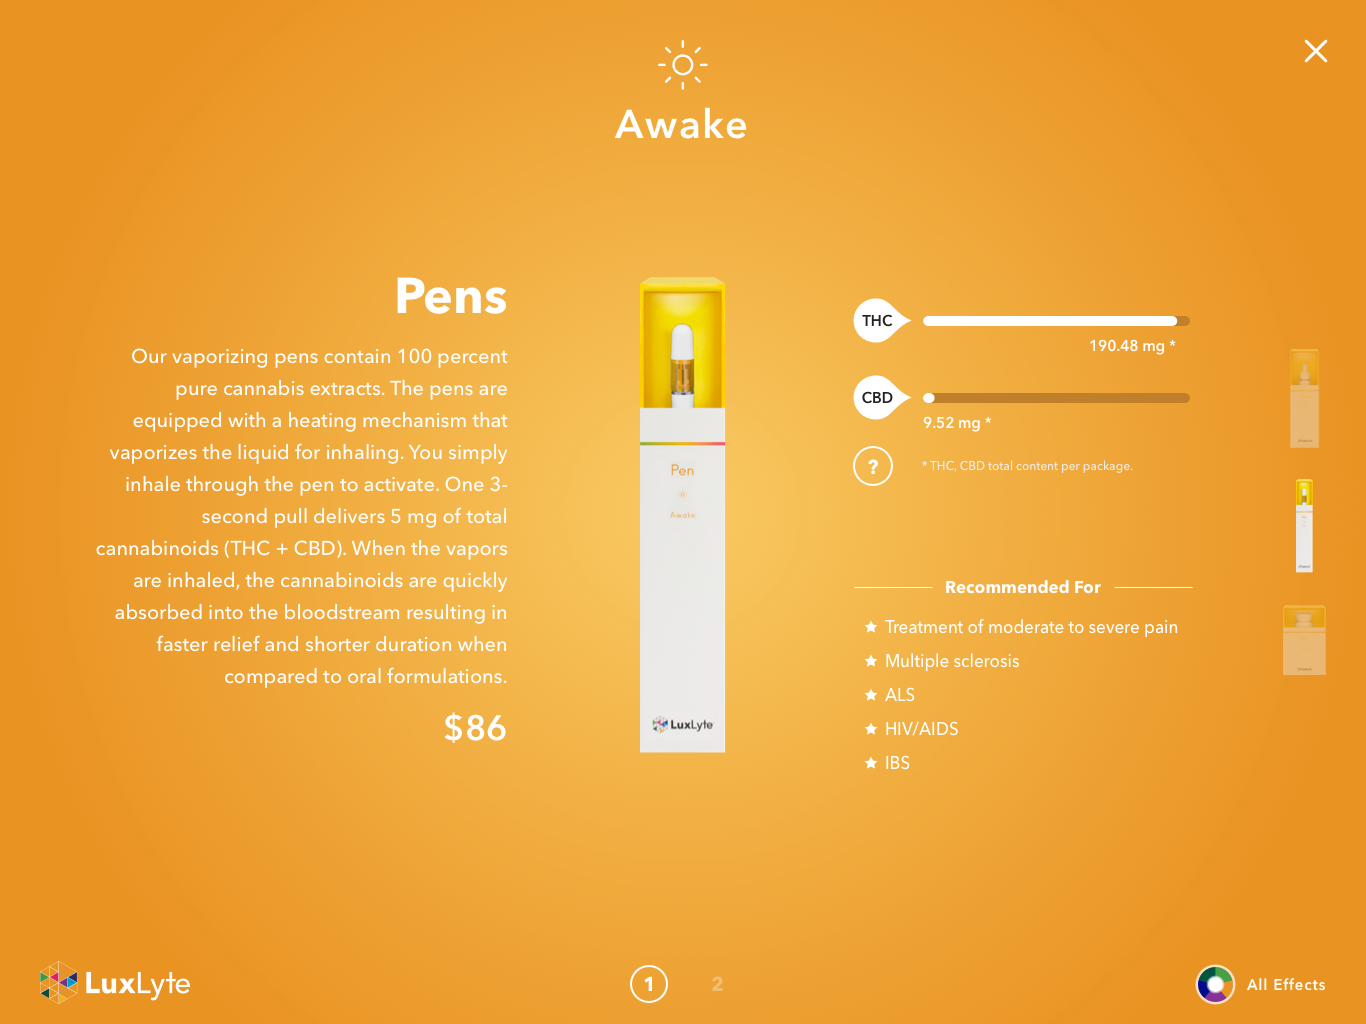 Awake
Pens
Our vaporizing pens contain 100 percent
pure cannabis extracts. The pens are
equipped with a heating mechanism that
vaporizes the liquid for inhaling. You simply
inhale through the pen to activate. One 3-
second pull delivers 5 mg of total
cannabinoids (THC + CBD). When the vapors
are inhaled, the cannabinoids are quickly
absorbed into the bloodstream resulting in
faster relief and shorter duration when
compared to oral formulations.
$86
Pen
Awake
LuxLyte
THC
190.48 mg *
CBD
9.52 mg *
?
* THC, CBD total content per package.
Recommended For
Treatment of moderate to severe pain
Multiple sclerosis
ALS
HIV/AIDS
IBS
LuxLyte
1
2
All Effects